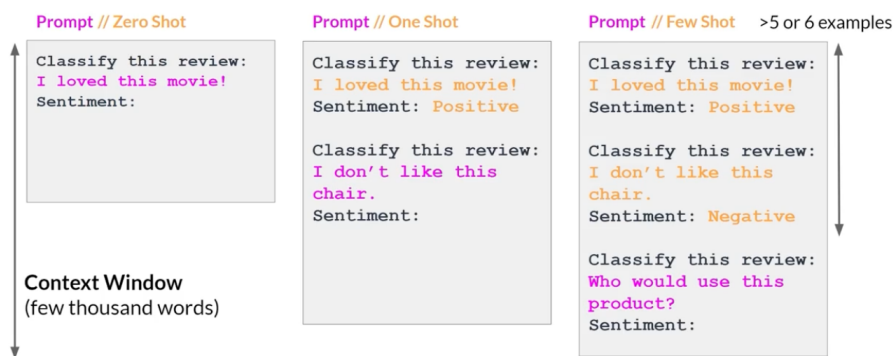 Prompt // Zero Shot
Classify this review:
I loved this movie!
Sentiment:
Context Window
(few thousand words)
Prompt // One Shot
Classify this review:
I loved this movie!
Sentiment: Positive
Classify this review:
I don't like this
chair.
Sentiment:
Prompt // Few Shot >5 or 6 examples
Classify this review:
I loved this movie!
Sentiment: Positive
Classify this review:
I don't like this
chair.
Sentiment: Negative
Classify this review:
Who would use this
product?
Sentiment: